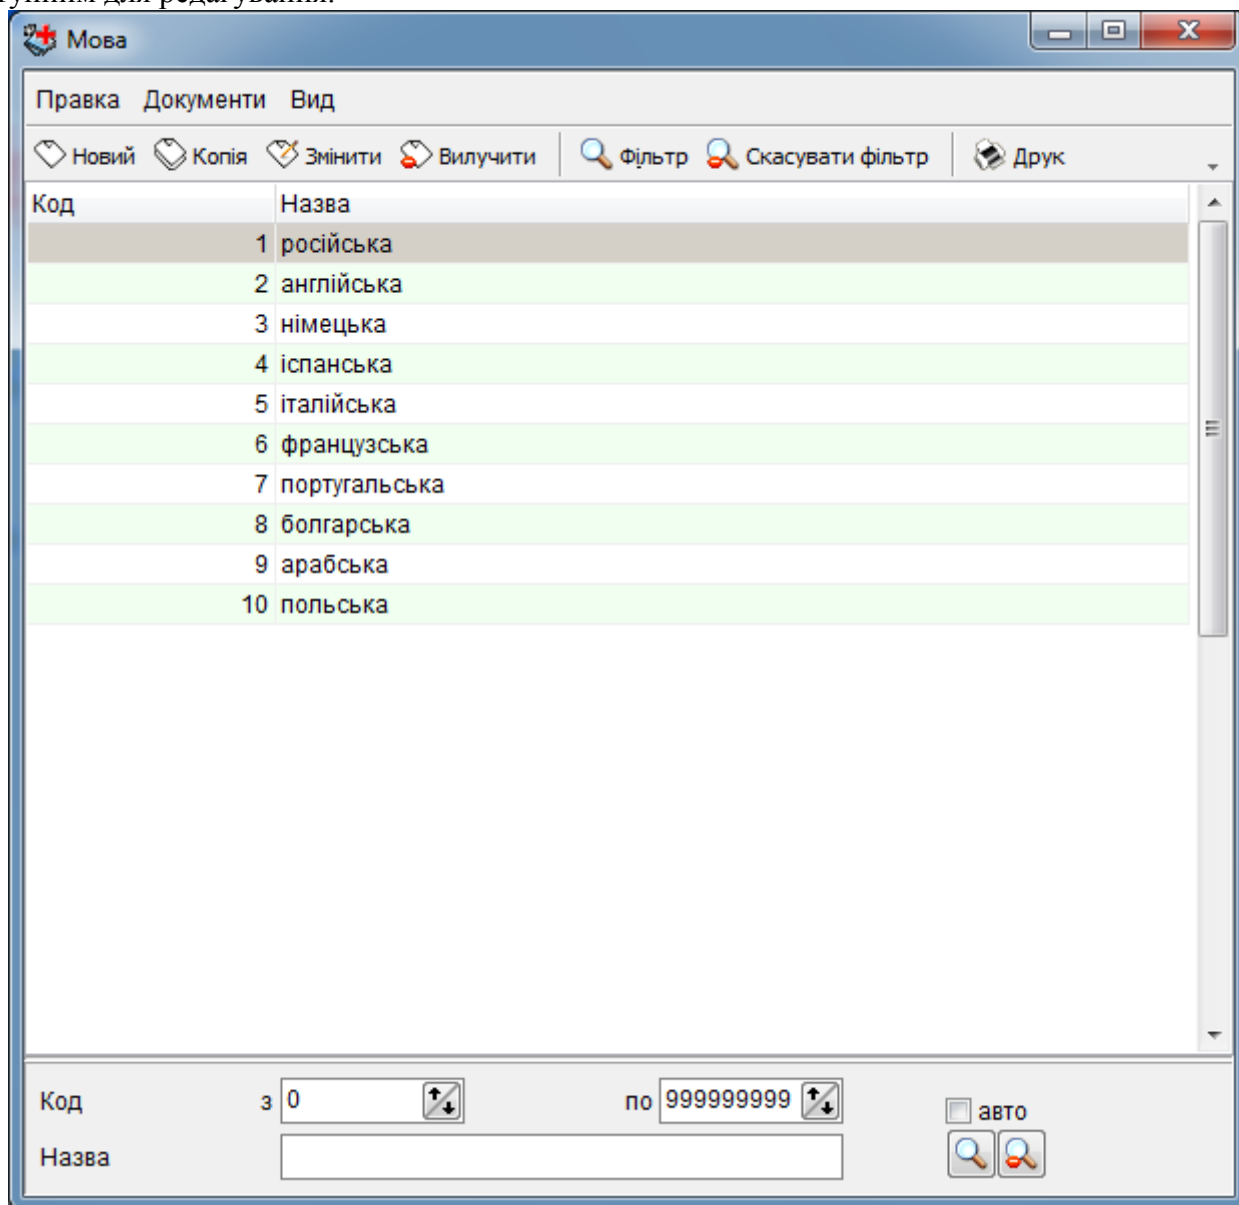 для редагування.
Мова
Правка Документи Вид
Новий Копія Змінити Вилучити Фільтр Скасувати фільтр Друк
Код Назва
1 російська
2 англійська
3 німецька
4 іспанська
5 італійська
6 французська
7 португальська
8 болгарська
9 арабська
10 польська
Код з 0 по 999999999 авто
Назва